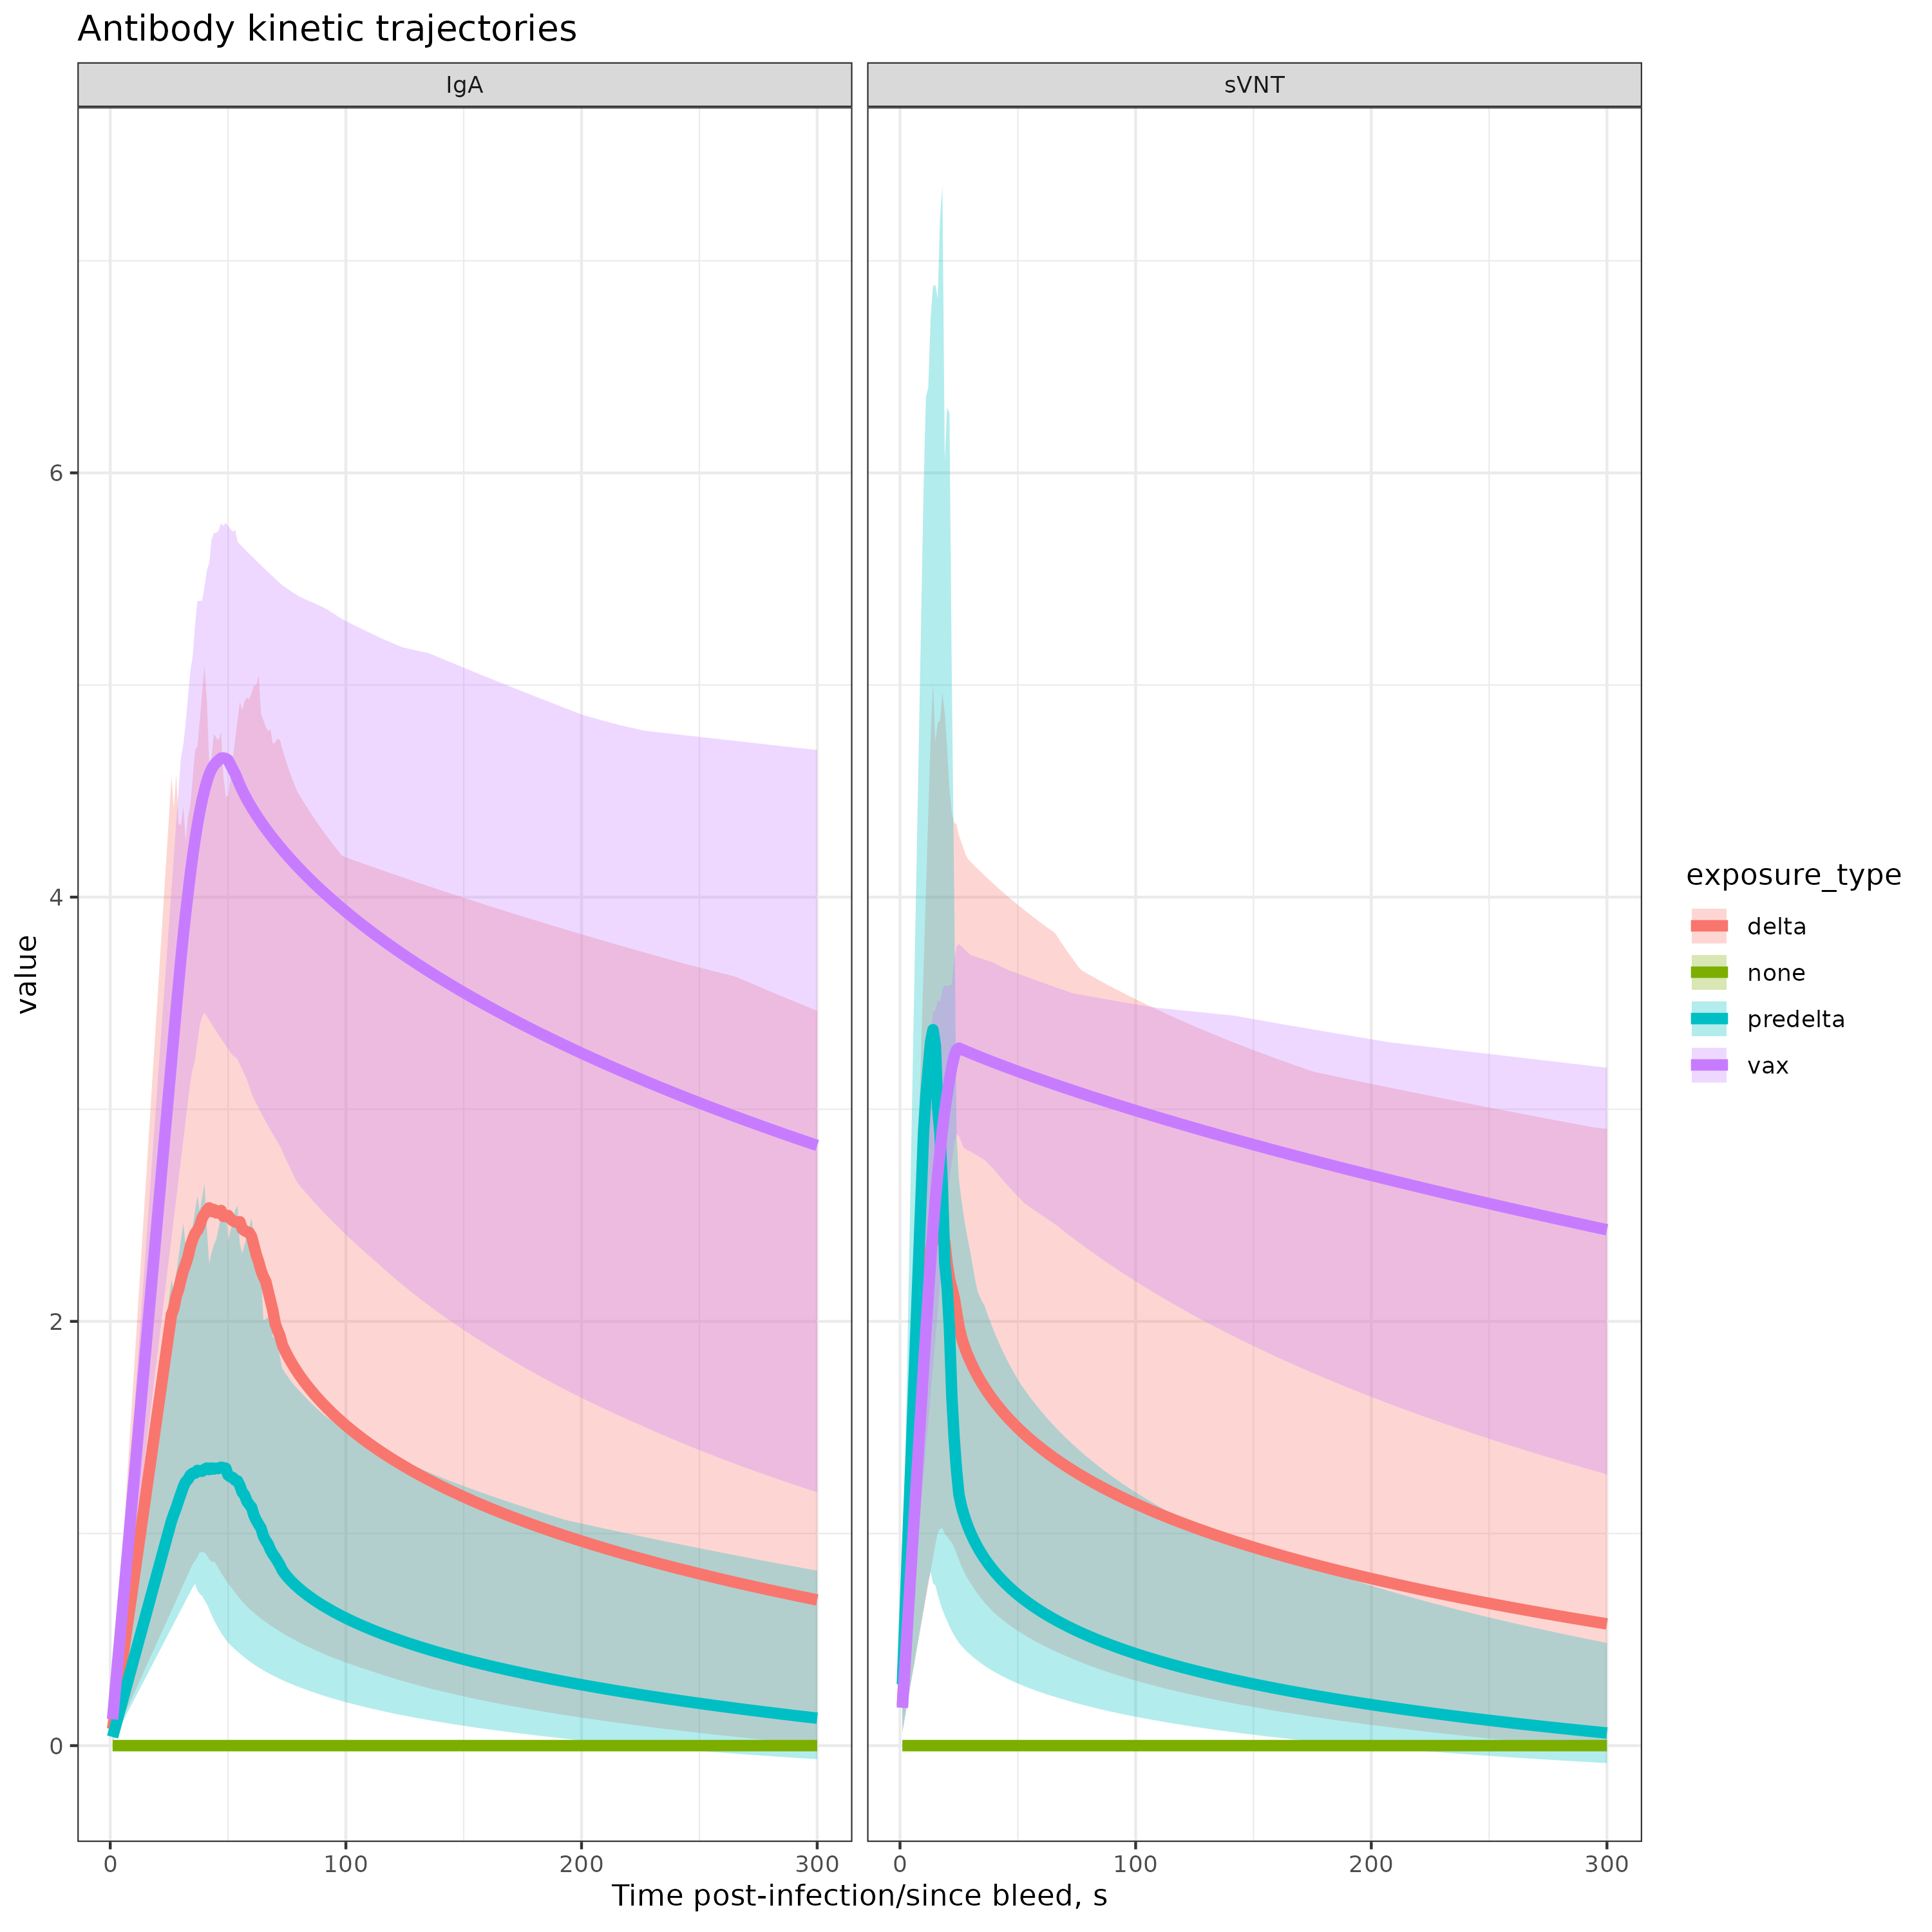 Antibody kinetic trajectories
IgA
sVNT
value
6
4
2
0
0 100 200 300
0 100 200 300
Time post-infection/since bleed, s
exposure_type
delta
none
predelta
vax